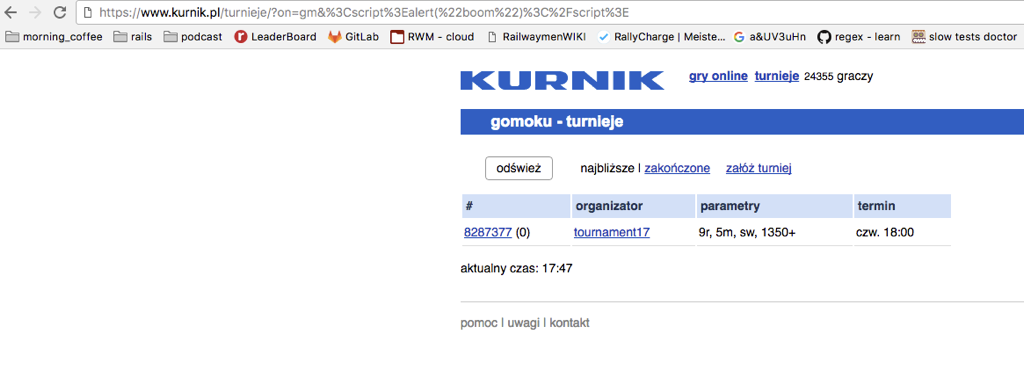 https://www.kurnik.pl/turnieje/?on=gm&%3Cscript%3Ealert(%22boom%22)%3C%2Fscript%3E
morning_coffee rails podcast LeaderBoard GitLab RWM - cloud RailwaymenWIKI RallyCharge | Meiste... a&UV3uHn regex - learn slow tests doctor
KURNIK gry online turnieje 24355 graczy
gomoku - turnieje
odśwież najbliższe | zakończone załóż turniej
# organizator parametry termin
8287377 (0) tournament17 9r, 5m, sw, 1350+ czw. 18:00
aktualny czas: 17:47
pomoc | uwagi | kontakt